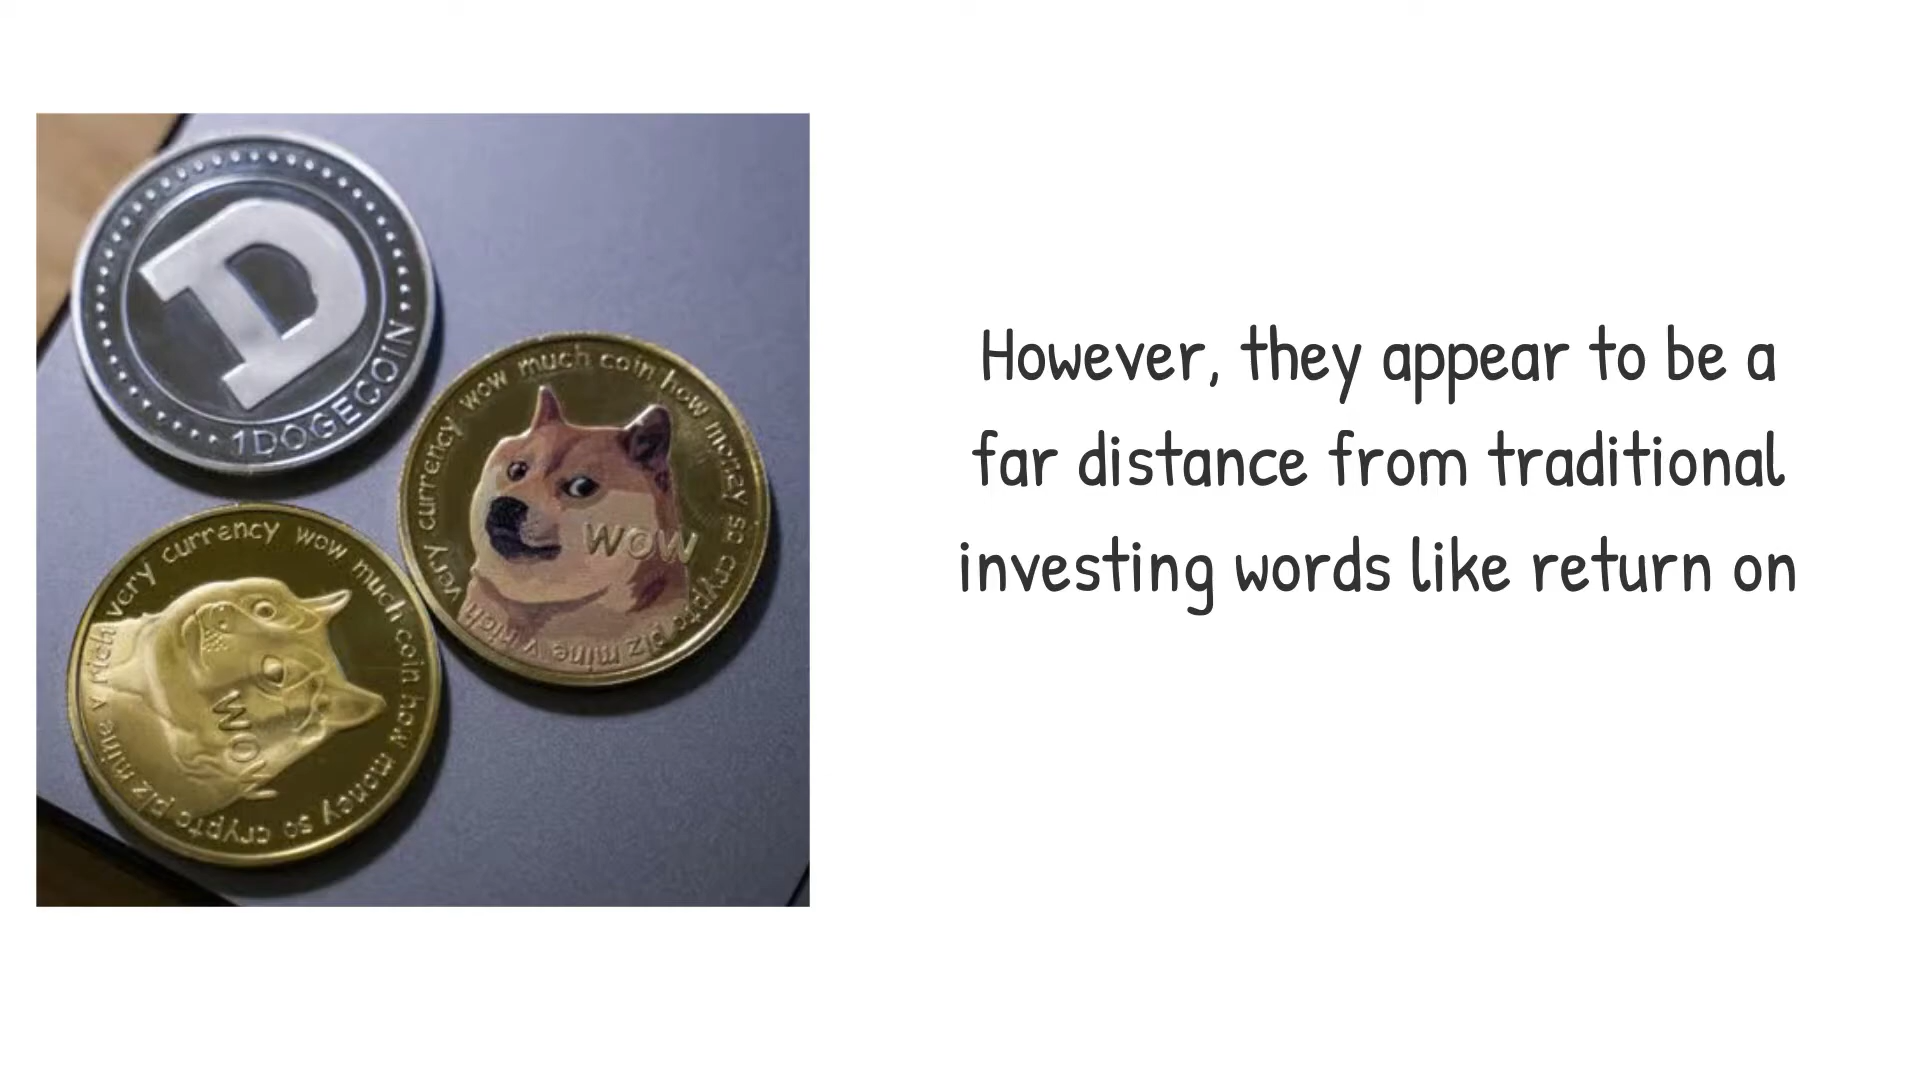 1 DOGECOIN
very currency wow much coin how money so crypto plz mine v rich
wow
very currency wow much coin how money so crypto plz mine v rich
wow
However, they appear to be a
far distance from traditional
investing words like return on